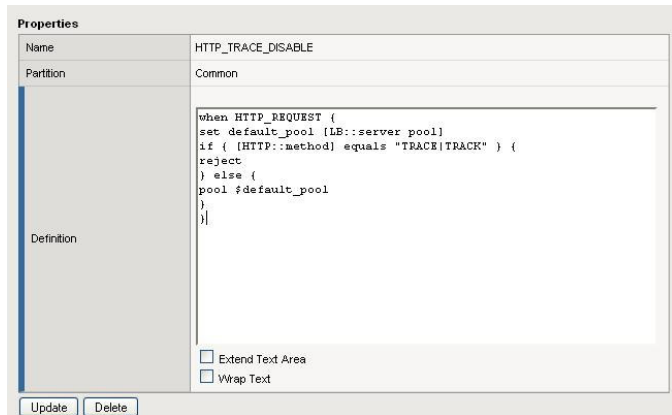 Properties
Name HTTP_TRACE_DISABLE
Partition Common
Definition
when HTTP_REQUEST {
set default_pool [LB::server pool]
if { [HTTP::method] equals "TRACE|TRACK" } {
reject
} else {
pool $default_pool
}
}
Extend Text Area
Wrap Text
Update Delete